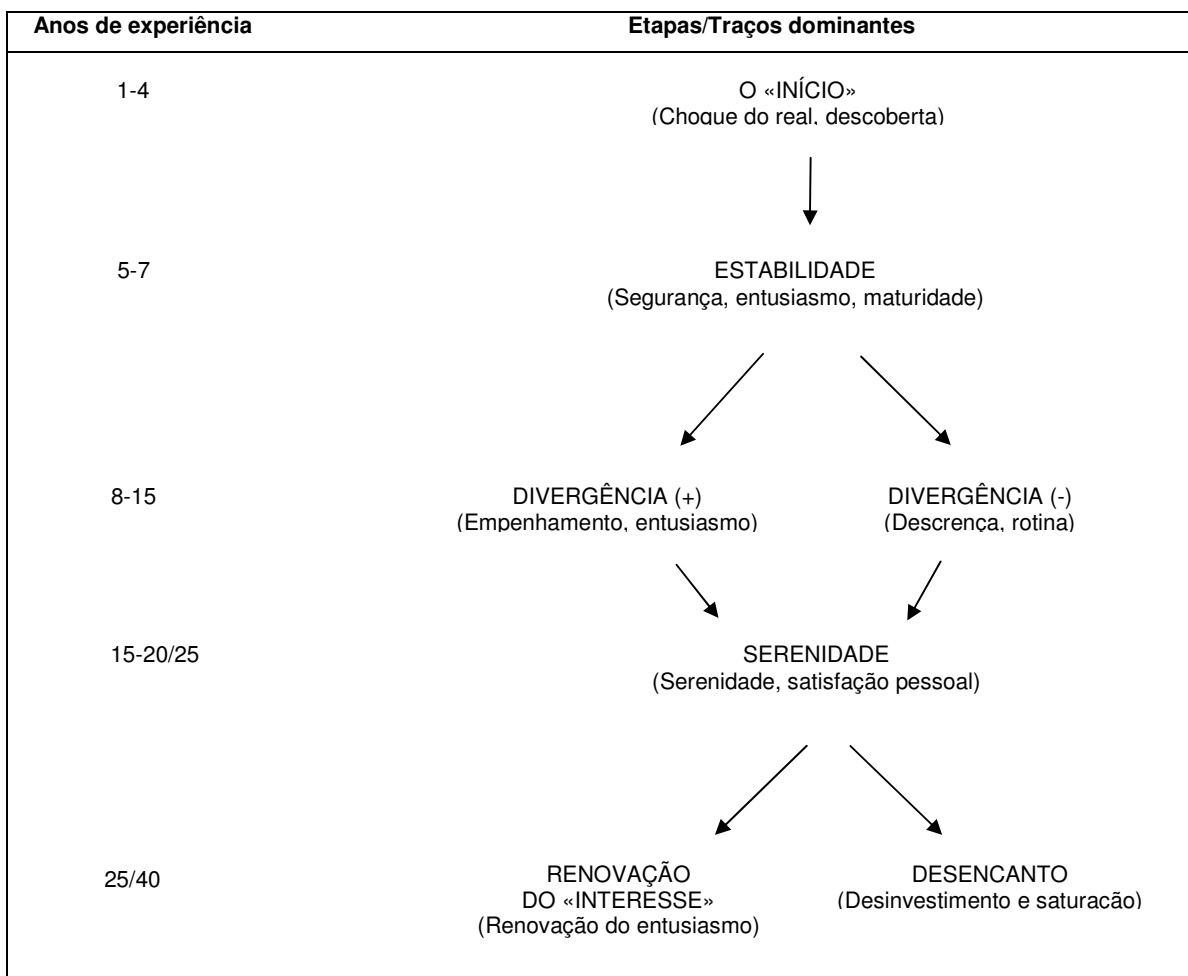 Anos de experiência Etapas/Traços dominantes
1-4 O «INÍCIO»
(Choque do real, descoberta)
5-7 ESTABILIDADE
(Segurança, entusiasmo, maturidade)
8-15 DIVERGÊNCIA (+) DIVERGÊNCIA (-)
(Empenhamento, entusiasmo) (Descrença, rotina)
15-20/25 SERENIDADE
(Serenidade, satisfação pessoal)
25/40 RENOVAÇÃO DESENCANTO
DO «INTERESSE» (Desinvestimento e saturação)
(Renovação do entusiasmo)